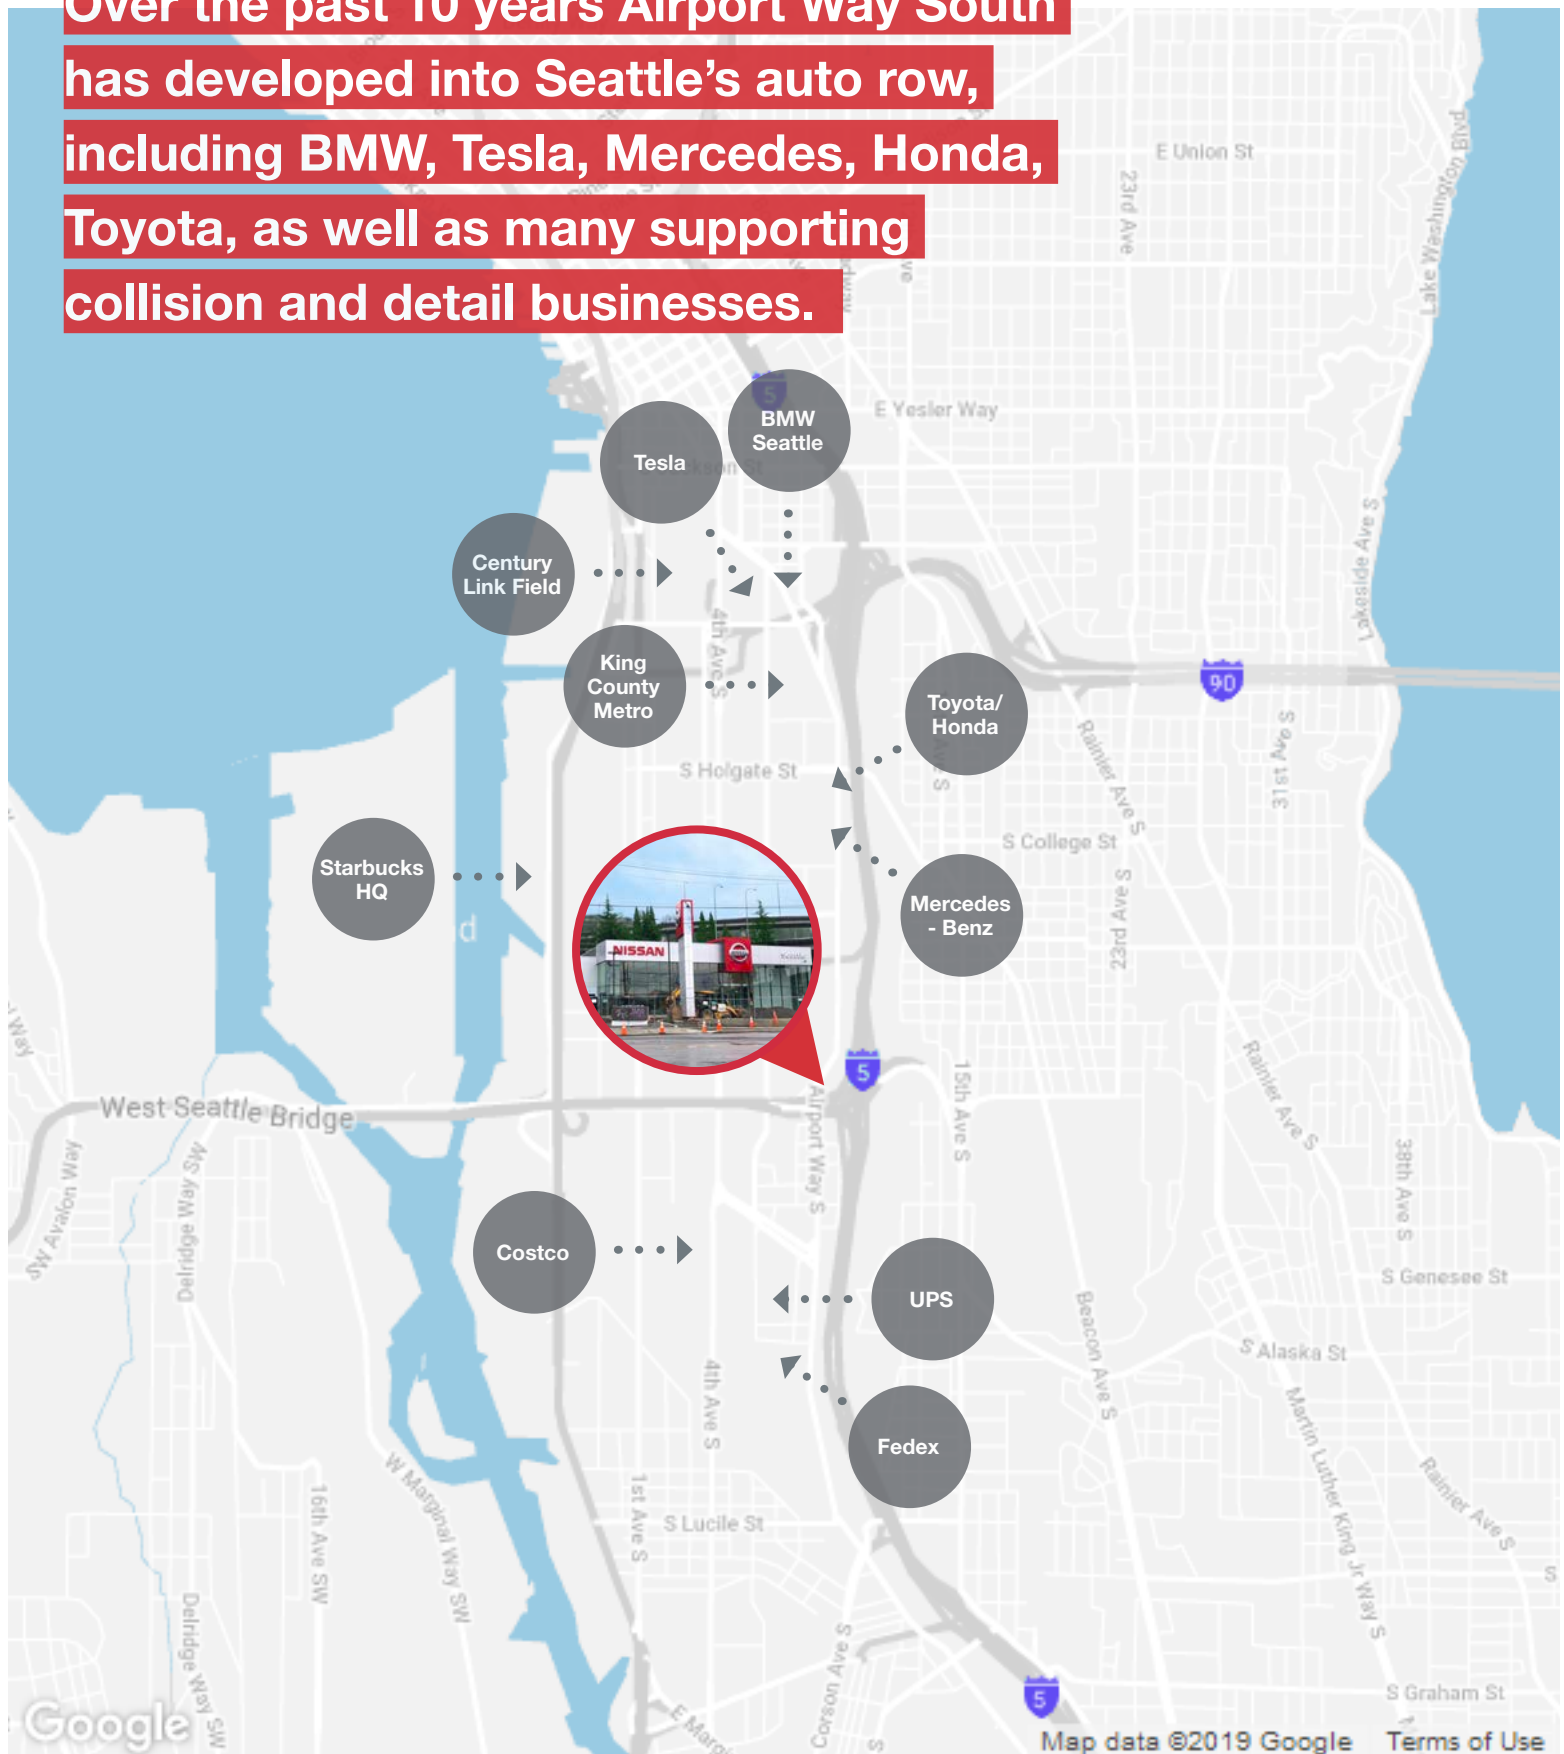 Over the past 10 years Airport Way South
has developed into Seattle's auto row,
including BMW, Tesla, Mercedes, Honda,
Toyota, as well as many supporting
collision and detail businesses.
E Union St
23rd Ave
Lake Washington Blvd
5
BMW
Seattle
E Yesler Way
Tesla
Century
Link Field
Lakeside Ave S
4th Ave S
King
County
Metro
90
Toyota/
Honda
Rainier Ave S
31st Ave S
S Holgate St
Ave S
S College St
Starbucks
HQ
NISSAN
Mercedes
- Benz
23rd Ave S
d
Way
5
15th Ave S
Rainier Ave S
West Seattle Bridge
Airport Way S
SW Avalon Way
Delridge Way SW
38th Ave S
Costco
UPS
S Genesee St
Beacon Ave S
S Alaska St
4th Ave S
Fedex
Martin Luther King Jr Way S
Rainier Ave S
16th Ave SW
W Marginal Way SW
1st Ave S
S Lucile St
S
Delridge Way SW
Corson Ave S
5
S Graham St
Google
S
Map data ©2019 Google
Terms of Use